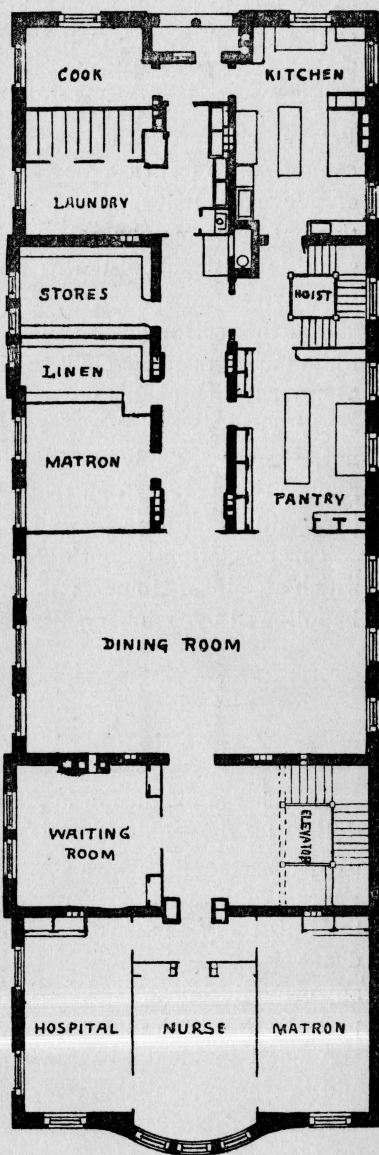 COOK
KITCHEN
LAUNDRY
STORES
HOIST
LINEN
MATRON
PANTRY
DINING ROOM
WAITING
ROOM
ELEVATOR
HOSPITAL
NURSE
MATRON